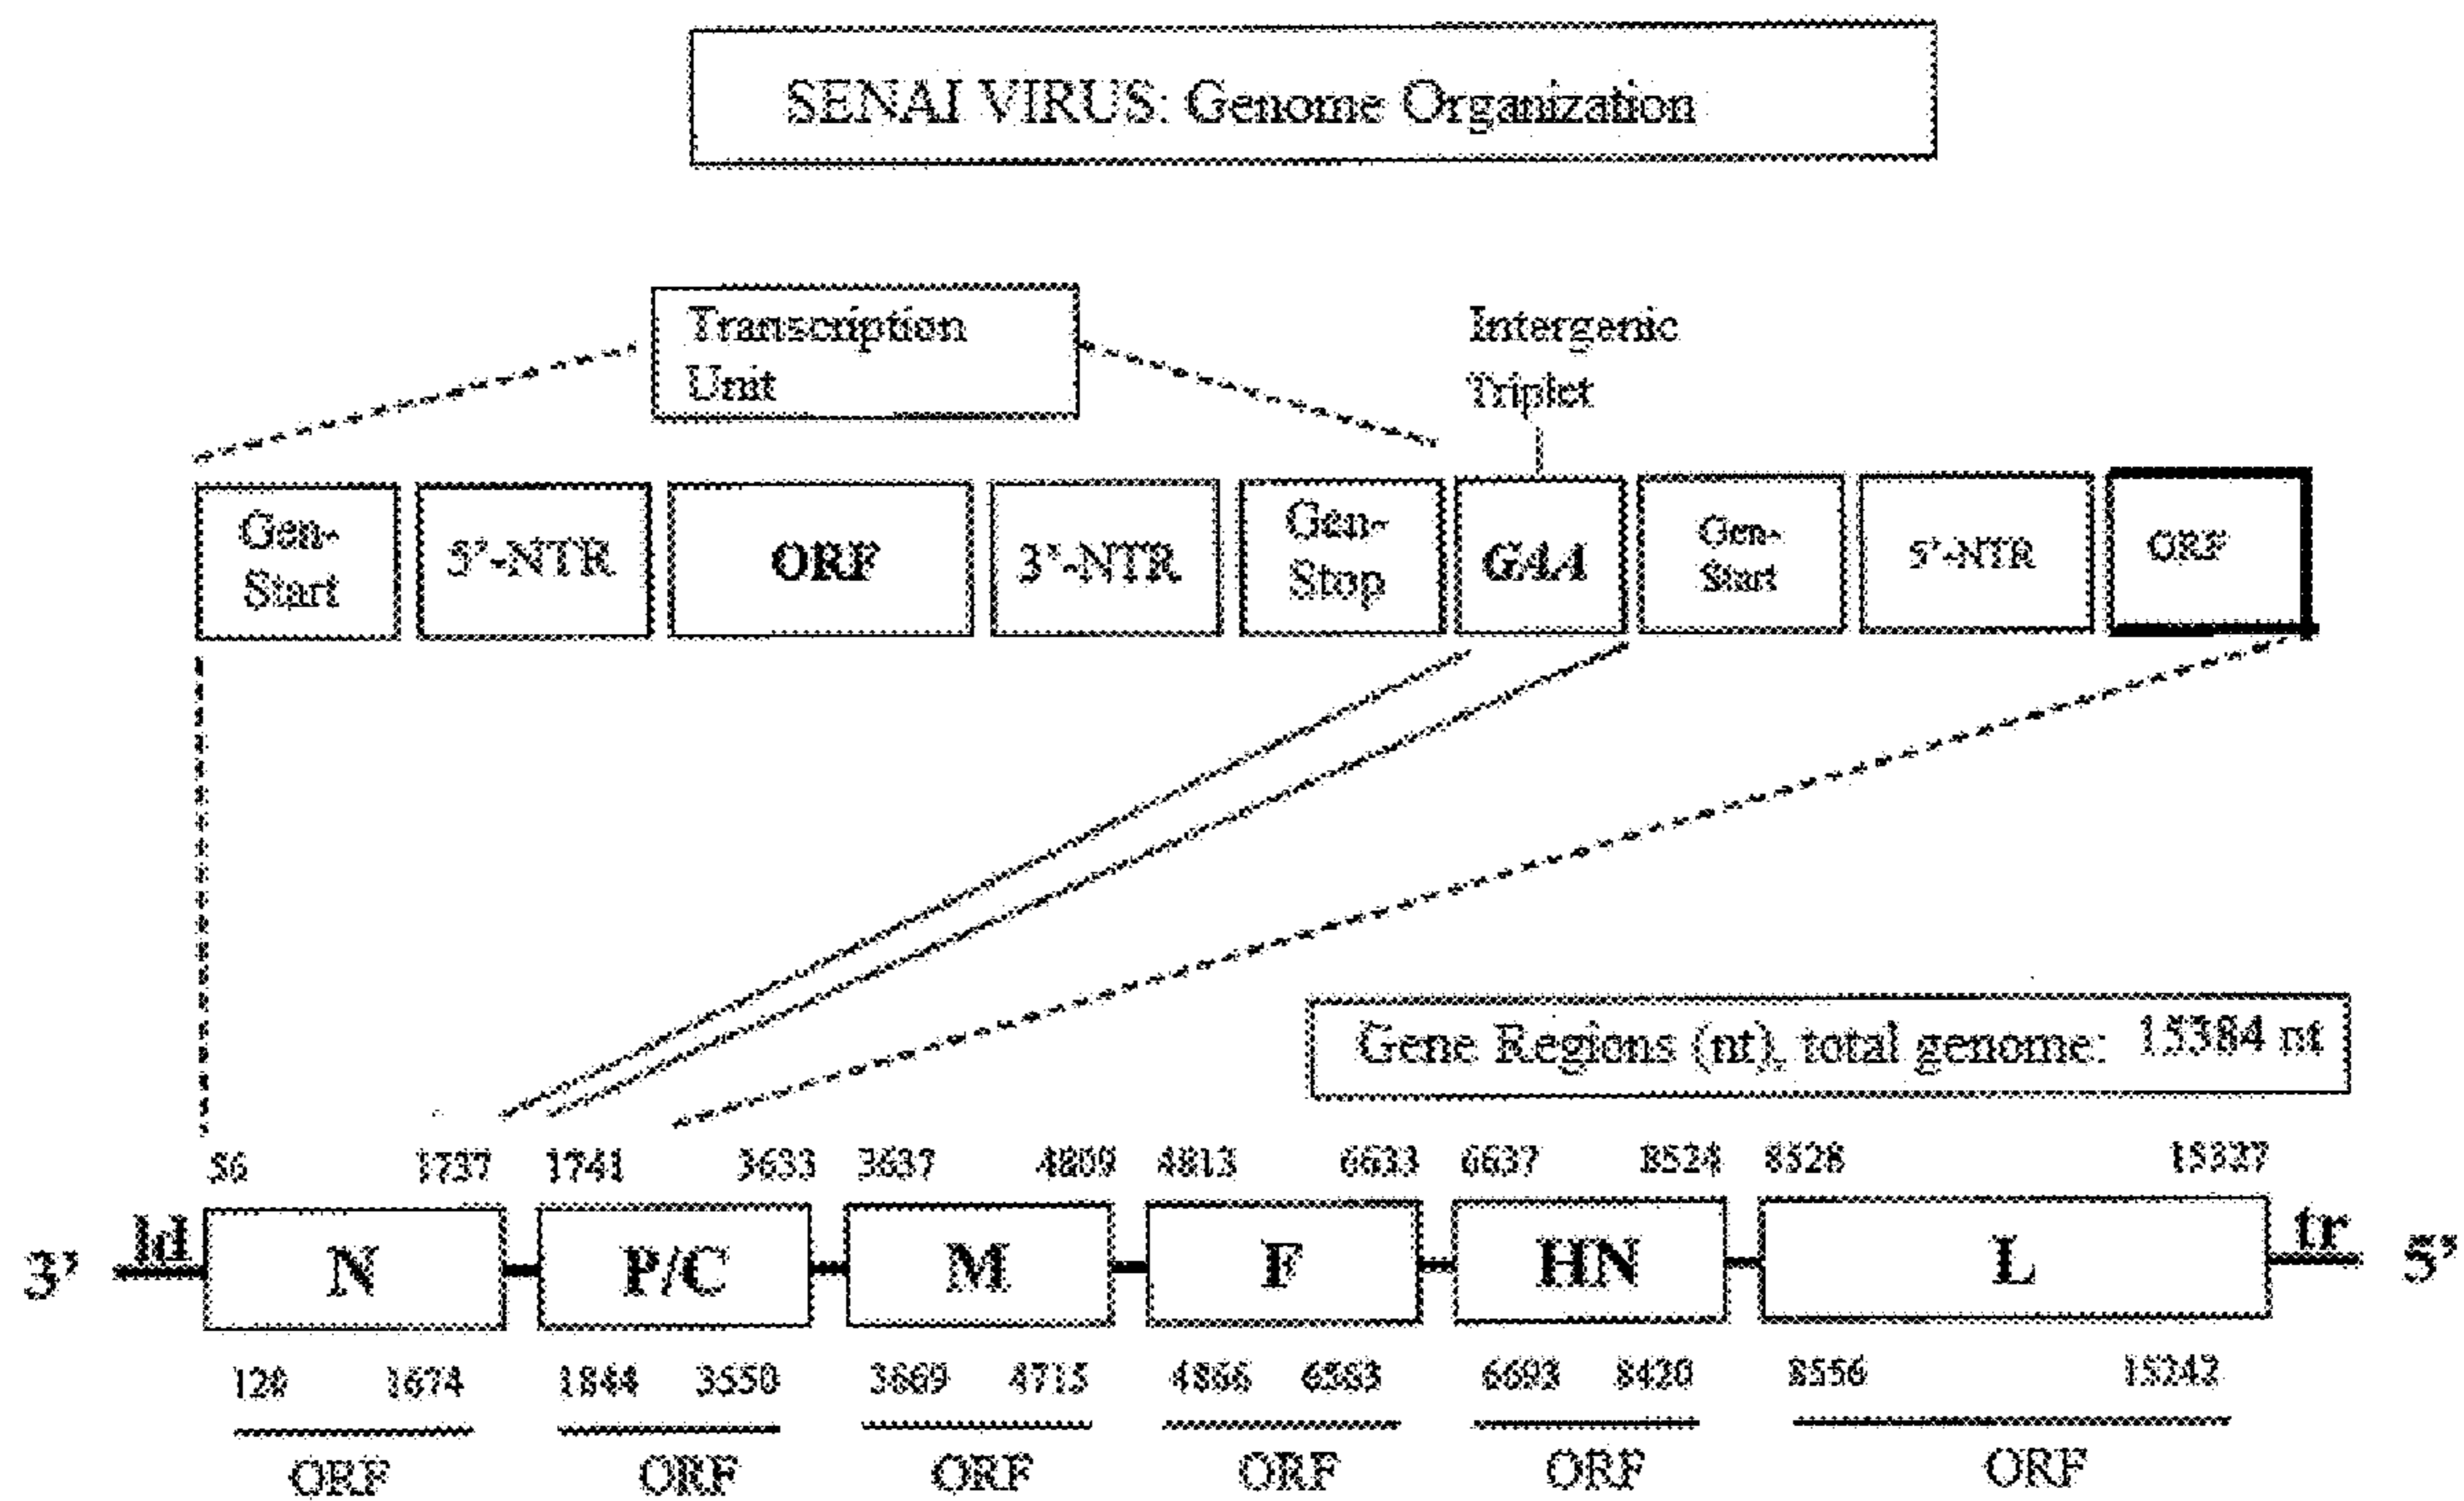 SENAI VIRUS: Genome Organization
Transcription
Unit
Intergenic
Triplet
Gen-
Start
5'-NTR
ORF
3'-NTR
Gen-
Stop
GAA
Gen-
Start
5'-NTR
ORF
Gene Regions (nt), total genome: 15384 nt
56 1737 1741 3633 3637 4809 4813 6633 6637 8524 8528 15327
3' ld N P/C M F HN L tr 5'
120 1674 1844 3550 3669 4715 4866 6563 6693 8420 8556 15242
ORF ORF ORF ORF ORF ORF